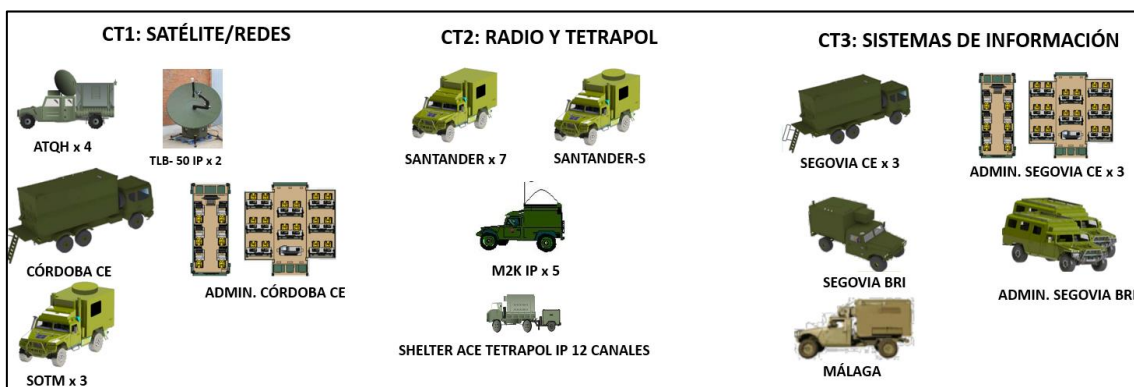 CT1: SATÉLITE/REDES
ATQH x 4
TLB- 50 IP x 2
CÓRDOBA CE
ADMIN. CÓRDOBA CE
SOTM x 3
CT2: RADIO Y TETRAPOL
SANTANDER x 7
SANTANDER-S
M2K IP x 5
SHELTER ACE TETRAPOL IP 12 CANALES
CT3: SISTEMAS DE INFORMACIÓN
SEGOVIA CE x 3
ADMIN. SEGOVIA CE x 3
SEGOVIA BRI
ADMIN. SEGOVIA BRI
MÁLAGA